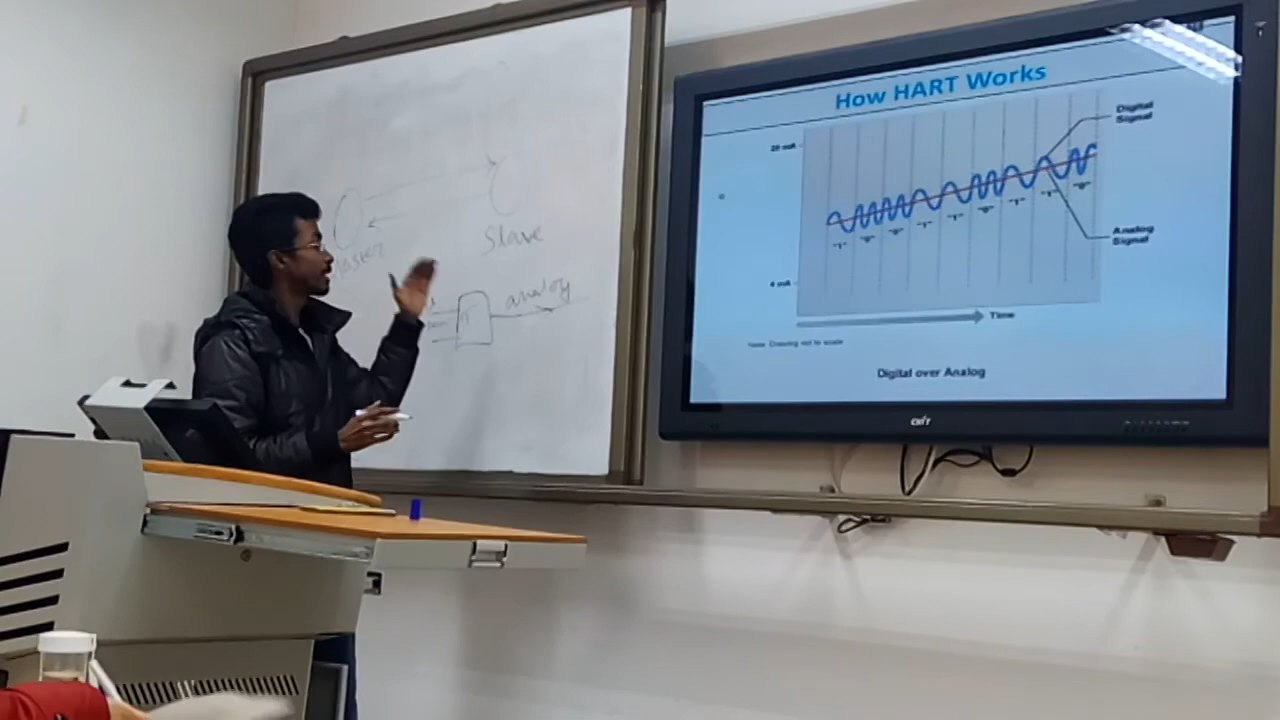 Slave
analog
How HART Works
Digital
Signal
20 mA
"1"
"0"
"0"
"1"
"1"
"0"
"1"
"1"
"0"
Analog
Signal
4 mA
Time
Note: Drawing not to scale
Digital over Analog